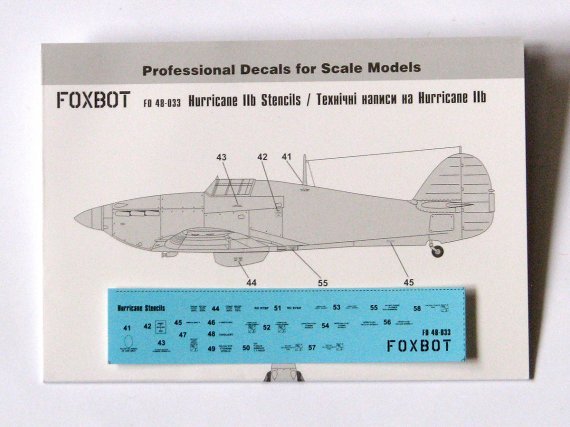 Professional Decals for Scale Models
FOXBOT FD 48-033 Hurricane IIb Stencils / Технічні написи на Hurricane IIb
43 42 41
44 55 45
Hurricane Stencils 44 51 53 55 58
41 42 45 46 47 48 52 54 56 FD 48-033
43 49 50 57 FOXBOT